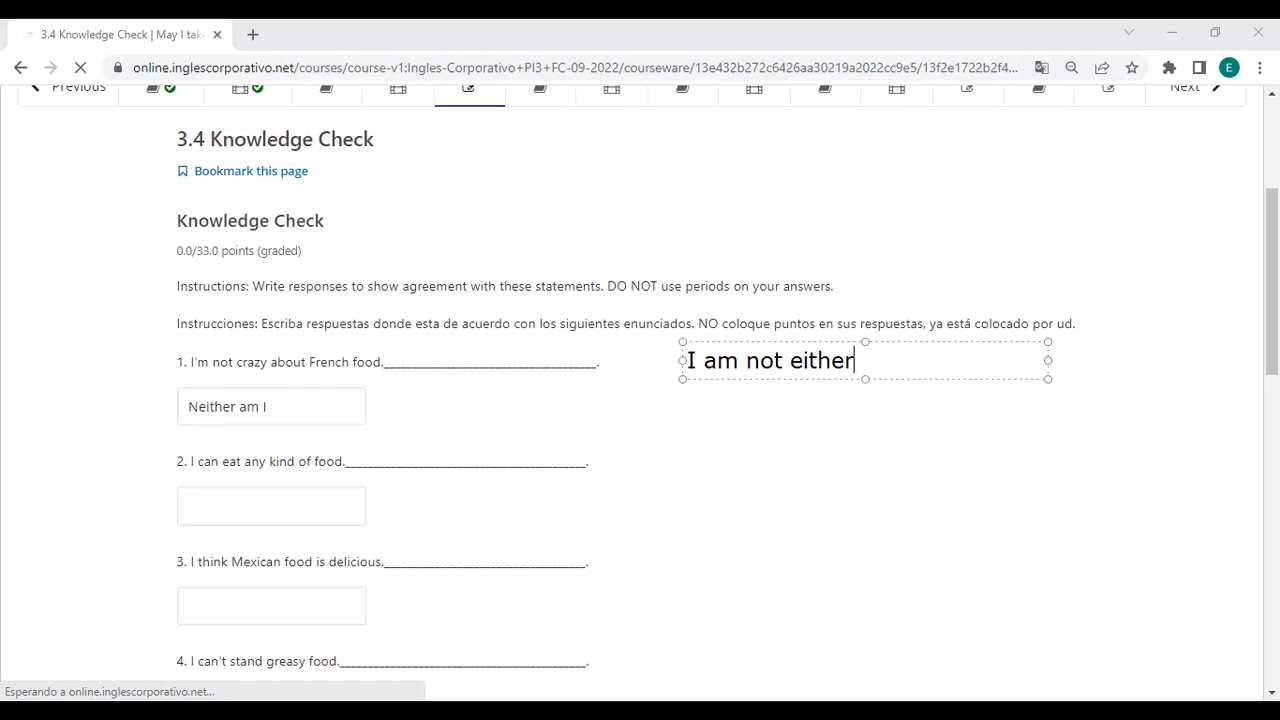 3.4 Knowledge Check | May I take
online.inglescorporativo.net/courses/course-v1:Ingles-Corporativo+PI3+FC-09-2022/courseware/13e432b272c6426aa30219a2022cc9e5/13f2e1722b2f4...
E
Previous
Next
3.4 Knowledge Check
Bookmark this page
Knowledge Check
0.0/33.0 points (graded)
Instructions: Write responses to show agreement with these statements. DO NOT use periods on your answers.
Instrucciones: Escriba respuestas donde esta de acuerdo con los siguientes enunciados. NO coloque puntos en sus respuestas, ya está colocado por ud.
1. I'm not crazy about French food.___________________________________.
I am not either
Neither am I
2. I can eat any kind of food.________________________________________.
3. I think Mexican food is delicious._________________________________.
4. I can't stand greasy food.________________________________________.
Esperando a online.inglescorporativo.net...